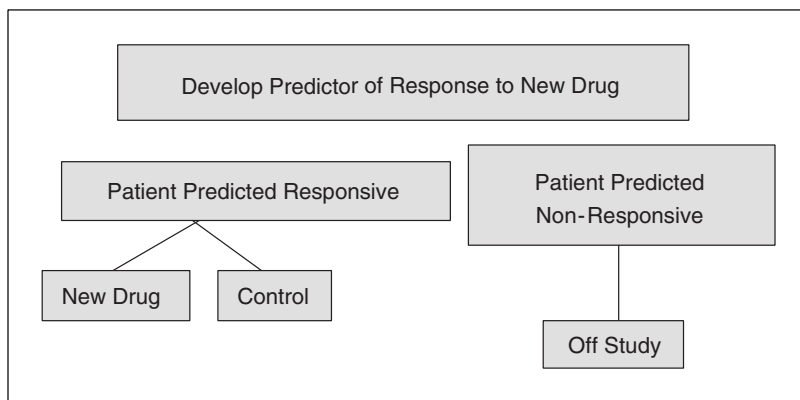 Develop Predictor of Response to New Drug
Patient Predicted Responsive
Patient Predicted
Non-Responsive
New Drug
Control
Off Study